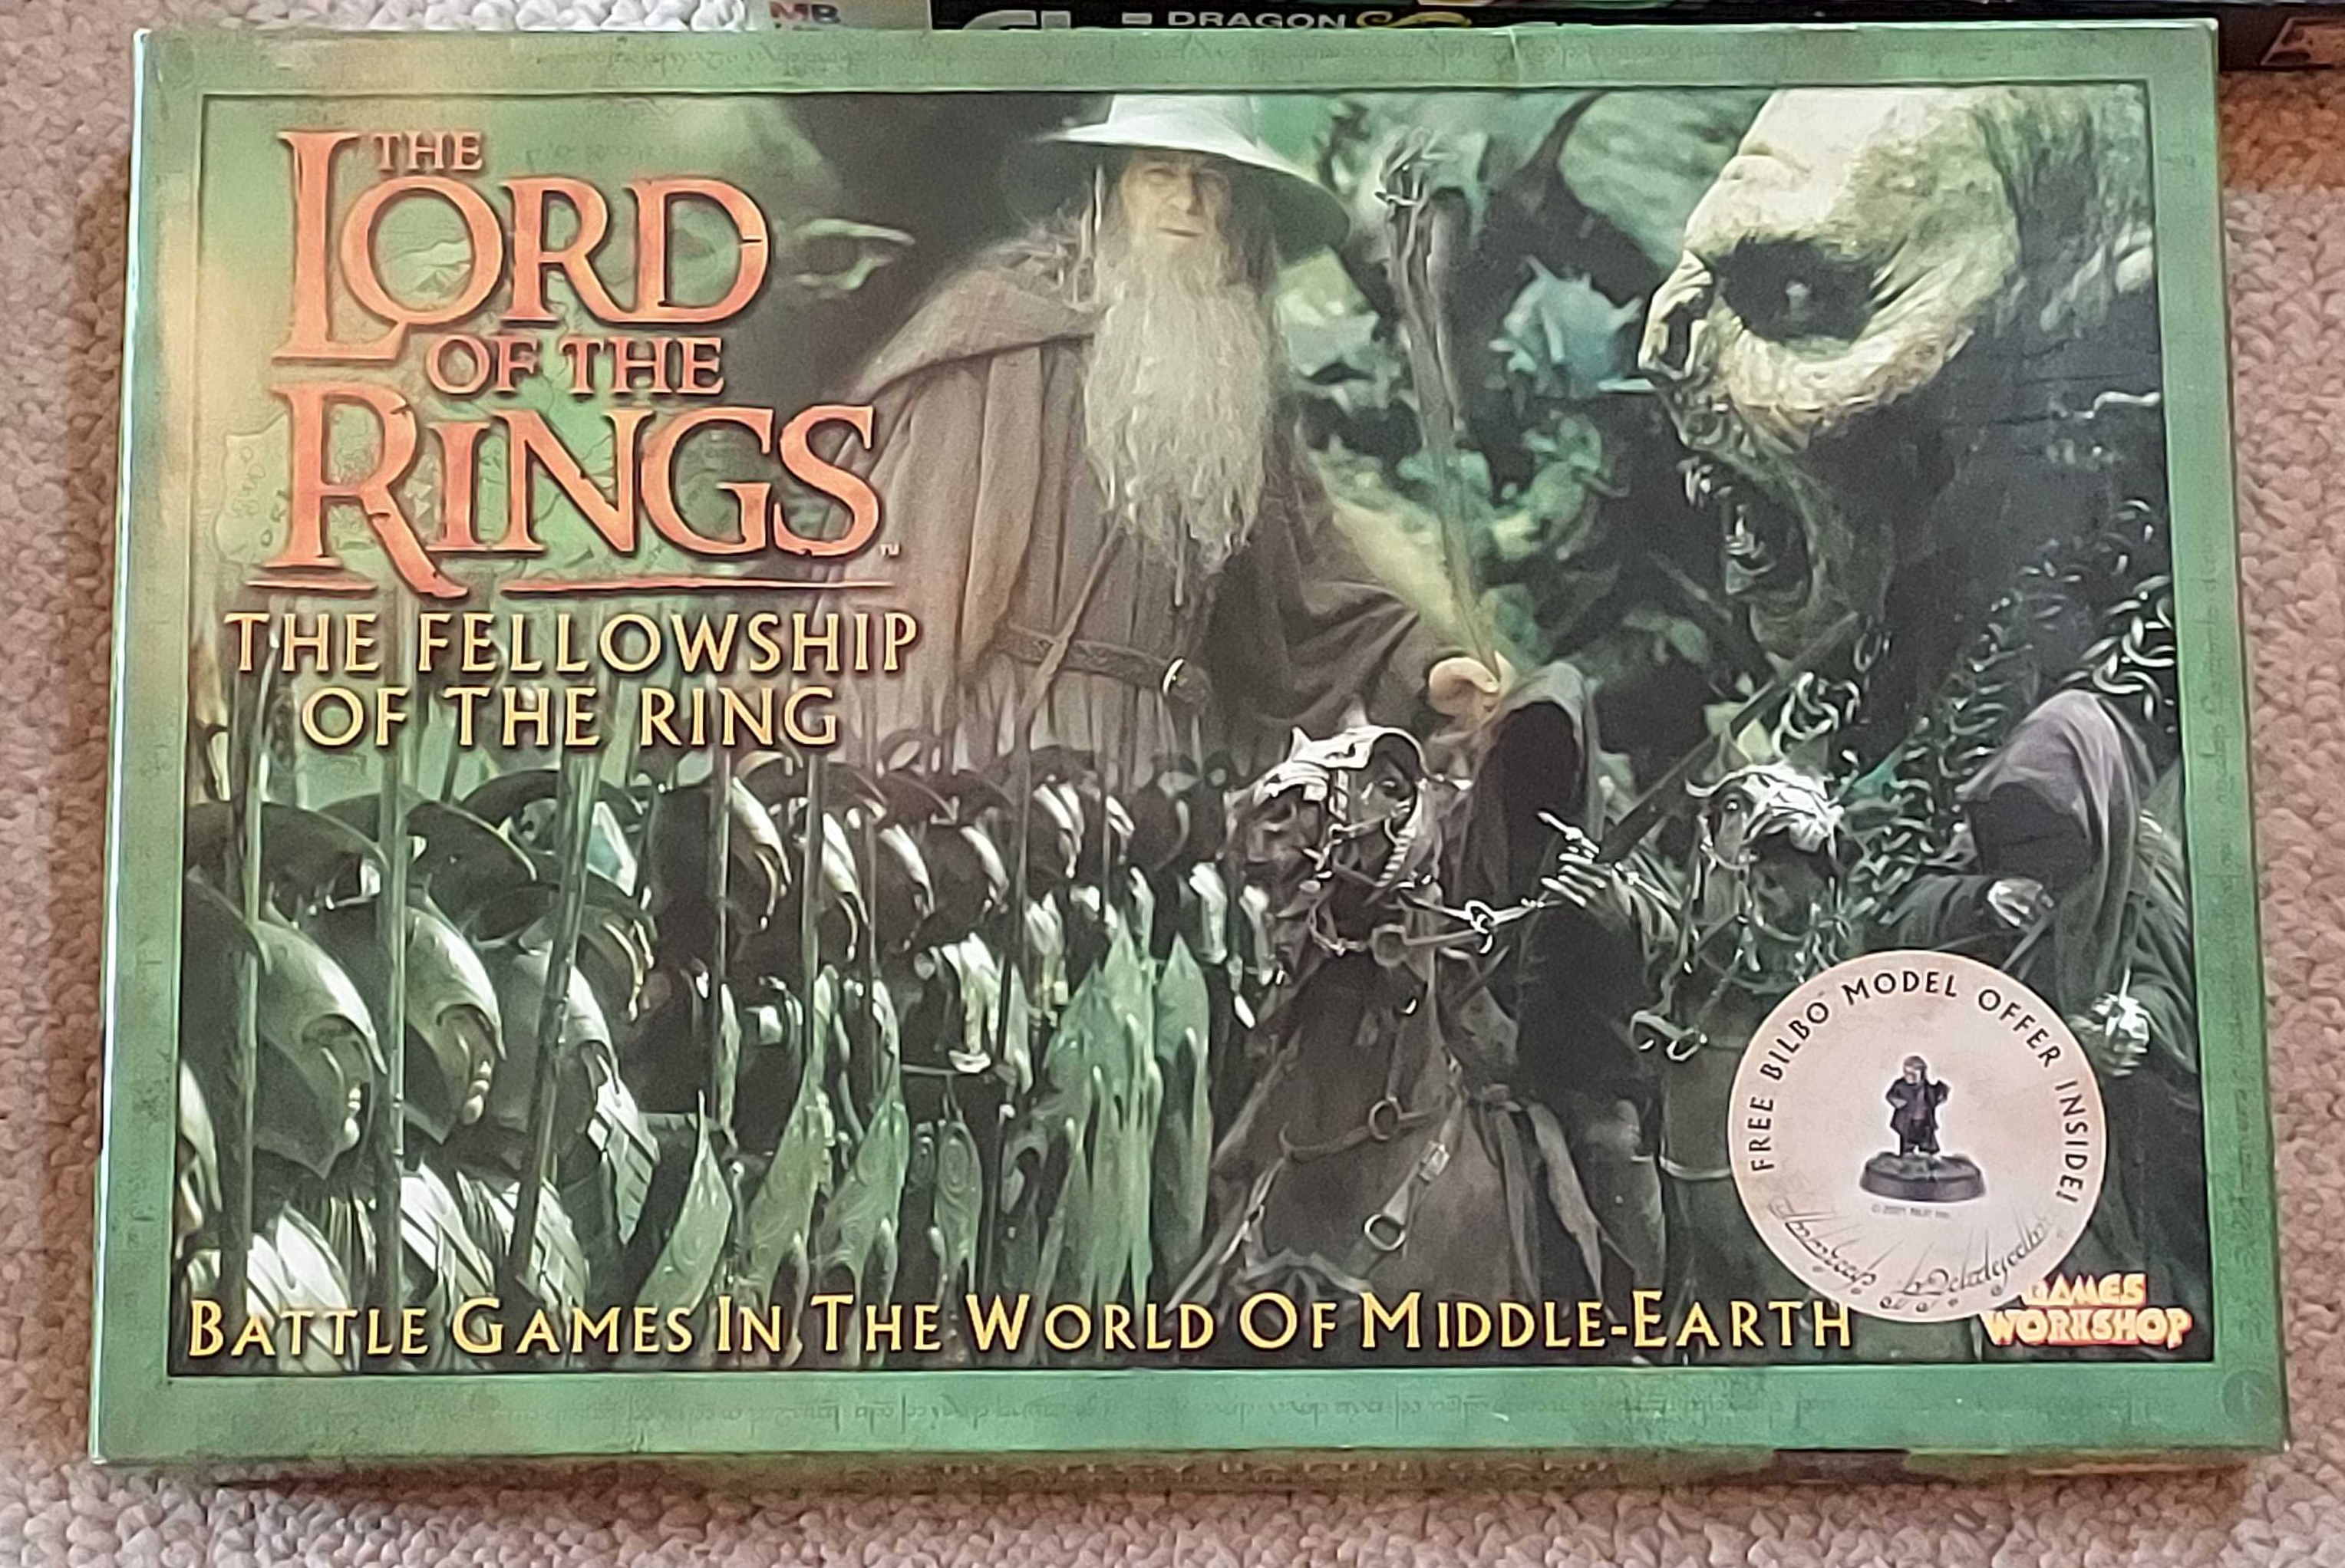 MB
DRAGON
THE
LORD
OF THE
RINGS
TM
THE FELLOWSHIP
OF THE RING
FREE BILBO MODEL OFFER INSIDE!
BATTLE GAMES IN THE WORLD OF MIDDLE-EARTH
GAMES
WORKSHOP